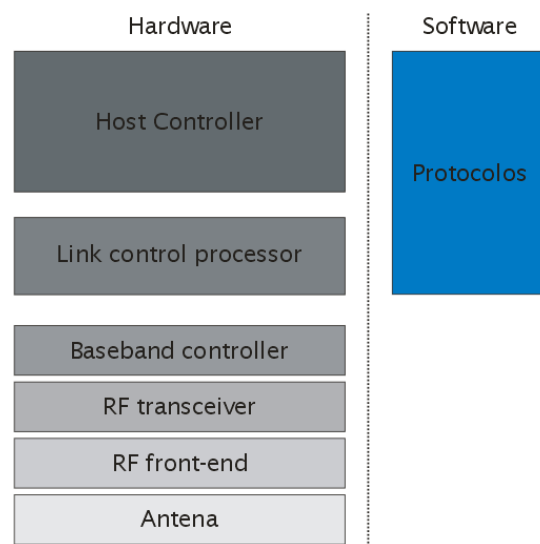 Hardware
Software
Host Controller
Protocolos
Link control processor
Baseband controller
RF transceiver
RF front-end
Antena